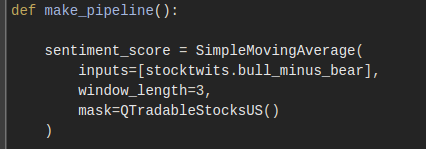 def make_pipeline():
sentiment_score = SimpleMovingAverage(
inputs=[stocktwits.bull_minus_bear],
window_length=3,
mask=QTradableStocksUS()
)